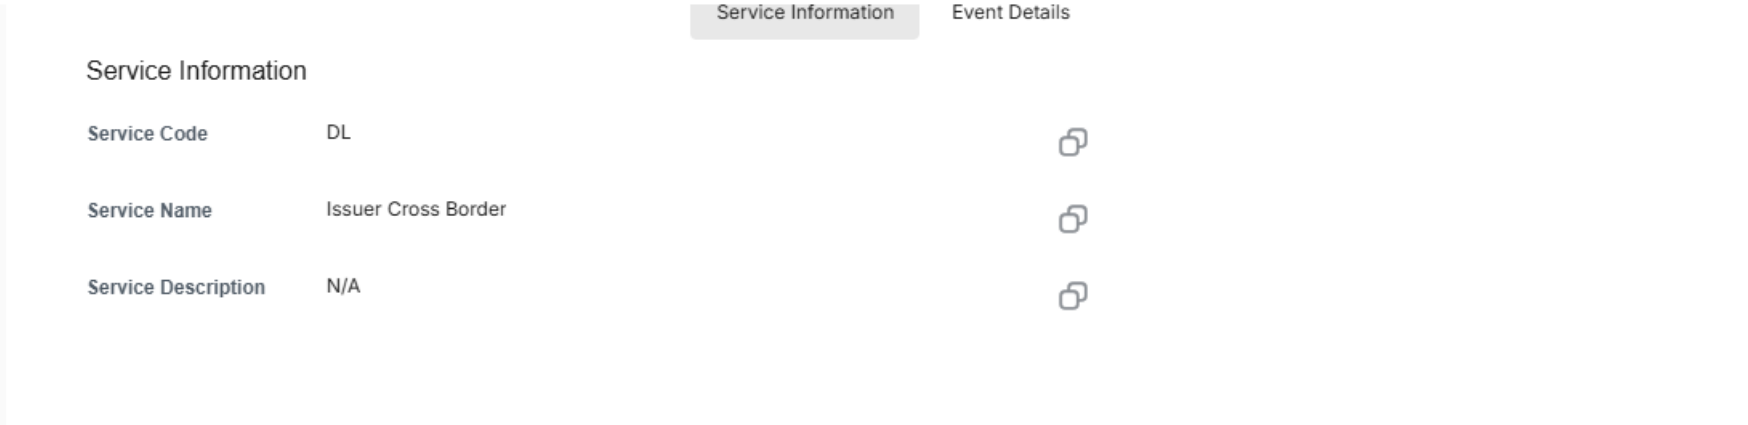 Service Information Event Details
Service Information
Service Code DL
Service Name Issuer Cross Border
Service Description N/A